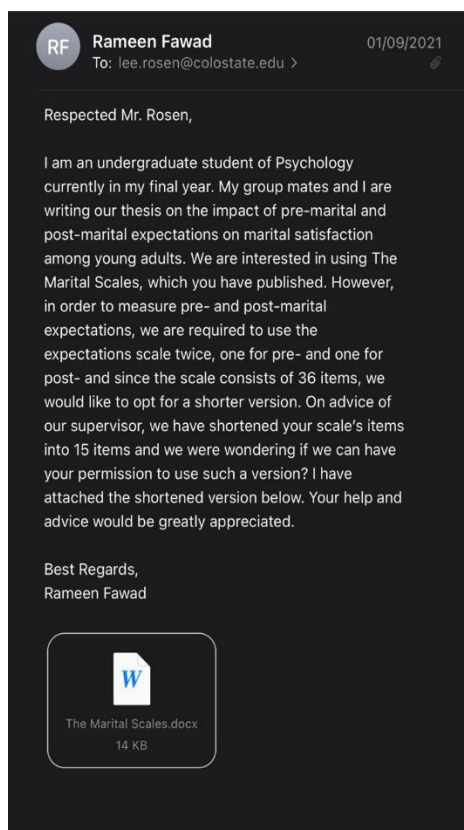 RF
Rameen Fawad
01/09/2021
To: lee.rosen@colostate.edu >
Respected Mr. Rosen,
I am an undergraduate student of Psychology
currently in my final year. My group mates and I are
writing our thesis on the impact of pre-marital and
post-marital expectations on marital satisfaction
among young adults. We are interested in using The
Marital Scales, which you have published. However,
in order to measure pre- and post-marital
expectations, we are required to use the
expectations scale twice, one for pre- and one for
post- and since the scale consists of 36 items, we
would like to opt for a shorter version. On advice of
our supervisor, we have shortened your scale's items
into 15 items and we were wondering if we can have
your permission to use such a version? I have
attached the shortened version below. Your help and
advice would be greatly appreciated.
Best Regards,
Rameen Fawad
W
The Marital Scales.docx
14 KB